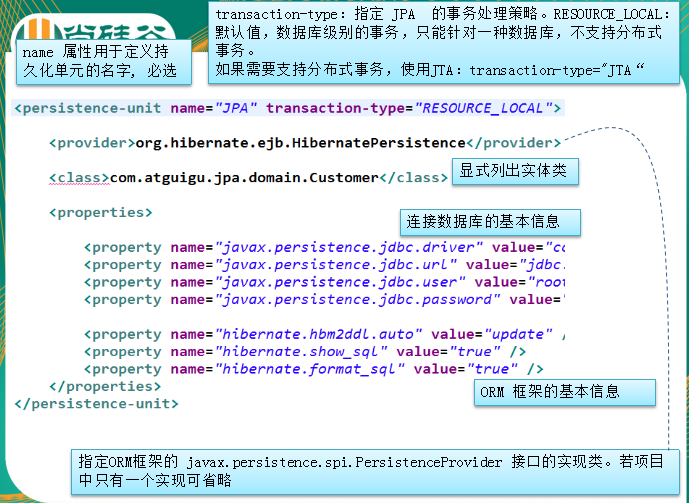 尚硅谷
name 属性用于定义持
久化单元的名字, 必选
transaction-type: 指定 JPA  的事务处理策略。RESOURCE_LOCAL:
默认值，数据库级别的事务，只能针对一种数据库，不支持分布式
事务。
如果需要支持分布式事务，使用JTA: transaction-type="JTA“
<persistence-unit name="JPA" transaction-type="RESOURCE_LOCAL">
<provider>org.hibernate.ejb.HibernatePersistence</provider>
<class>com.atguigu.jpa.domain.Customer</class>
显式列出实体类
<properties>
连接数据库的基本信息
<property name="javax.persistence.jdbc.driver" value="co
<property name="javax.persistence.jdbc.url" value="jdbc.
<property name="javax.persistence.jdbc.user" value="root
<property name="javax.persistence.jdbc.password" value="
<property name="hibernate.hbm2ddl.auto" value="update" /
<property name="hibernate.show_sql" value="true" />
<property name="hibernate.format_sql" value="true" />
</properties>
ORM 框架的基本信息
</persistence-unit>
指定ORM框架的 javax.persistence.spi.PersistenceProvider 接口的实现类。若项目
中只有一个实现可省略